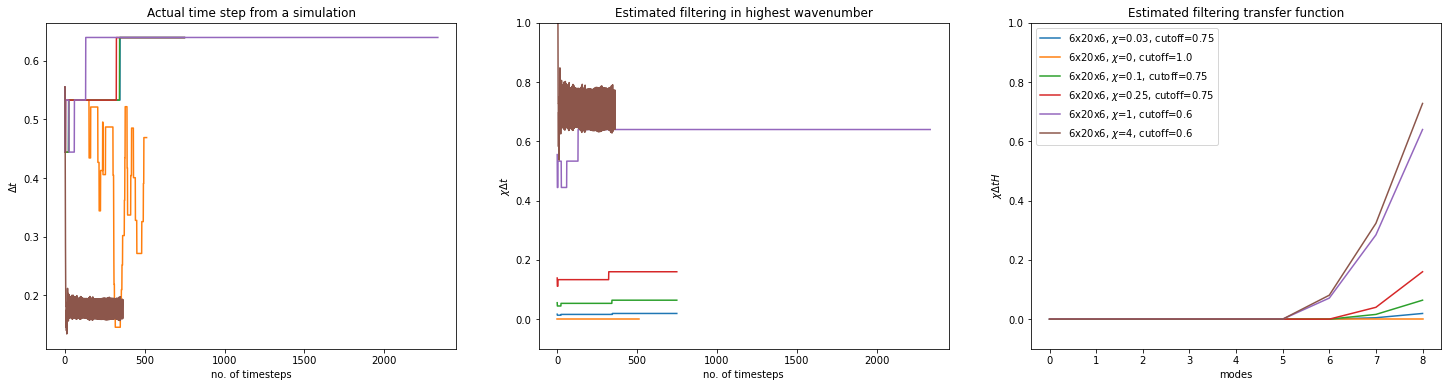 Actual time step from a simulation
0.6
0.5
0.4
0.3
0.2
Δt
0 500 1000 1500 2000
no. of timesteps
Estimated filtering in highest wavenumber
1.0
0.8
0.6
0.4
0.2
0.0
χΔt
0 500 1000 1500 2000
no. of timesteps
Estimated filtering transfer function
1.0
0.8
0.6
0.4
0.2
0.0
χΔtH
6x20x6, χ=0.03, cutoff=0.75
6x20x6, χ=0, cutoff=1.0
6x20x6, χ=0.1, cutoff=0.75
6x20x6, χ=0.25, cutoff=0.75
6x20x6, χ=1, cutoff=0.6
6x20x6, χ=4, cutoff=0.6
0 1 2 3 4 5 6 7 8
modes